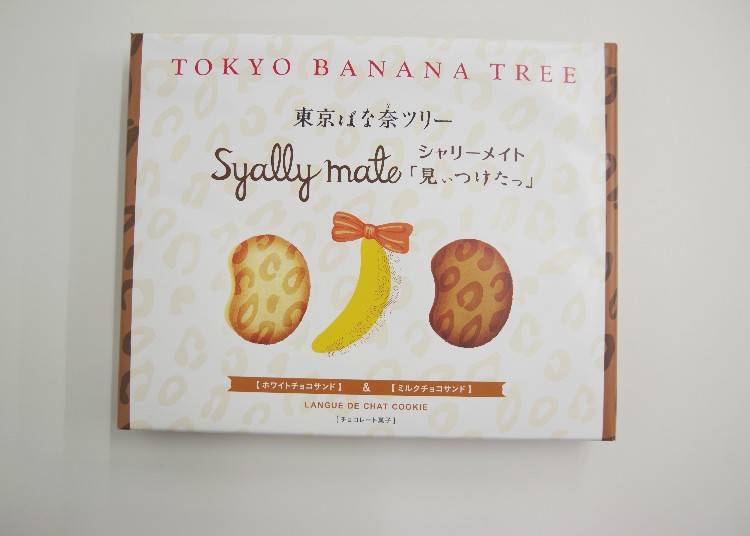 TOKYO BANANA TREE
東京ばな奈ツリー
な
Syally mate シャリーメイト
「見ぃつけたっ」
【ホワイトチョコサンド】 & 【ミルクチョコサンド】
LANGUE DE CHAT COOKIE
[チョコレート菓子]